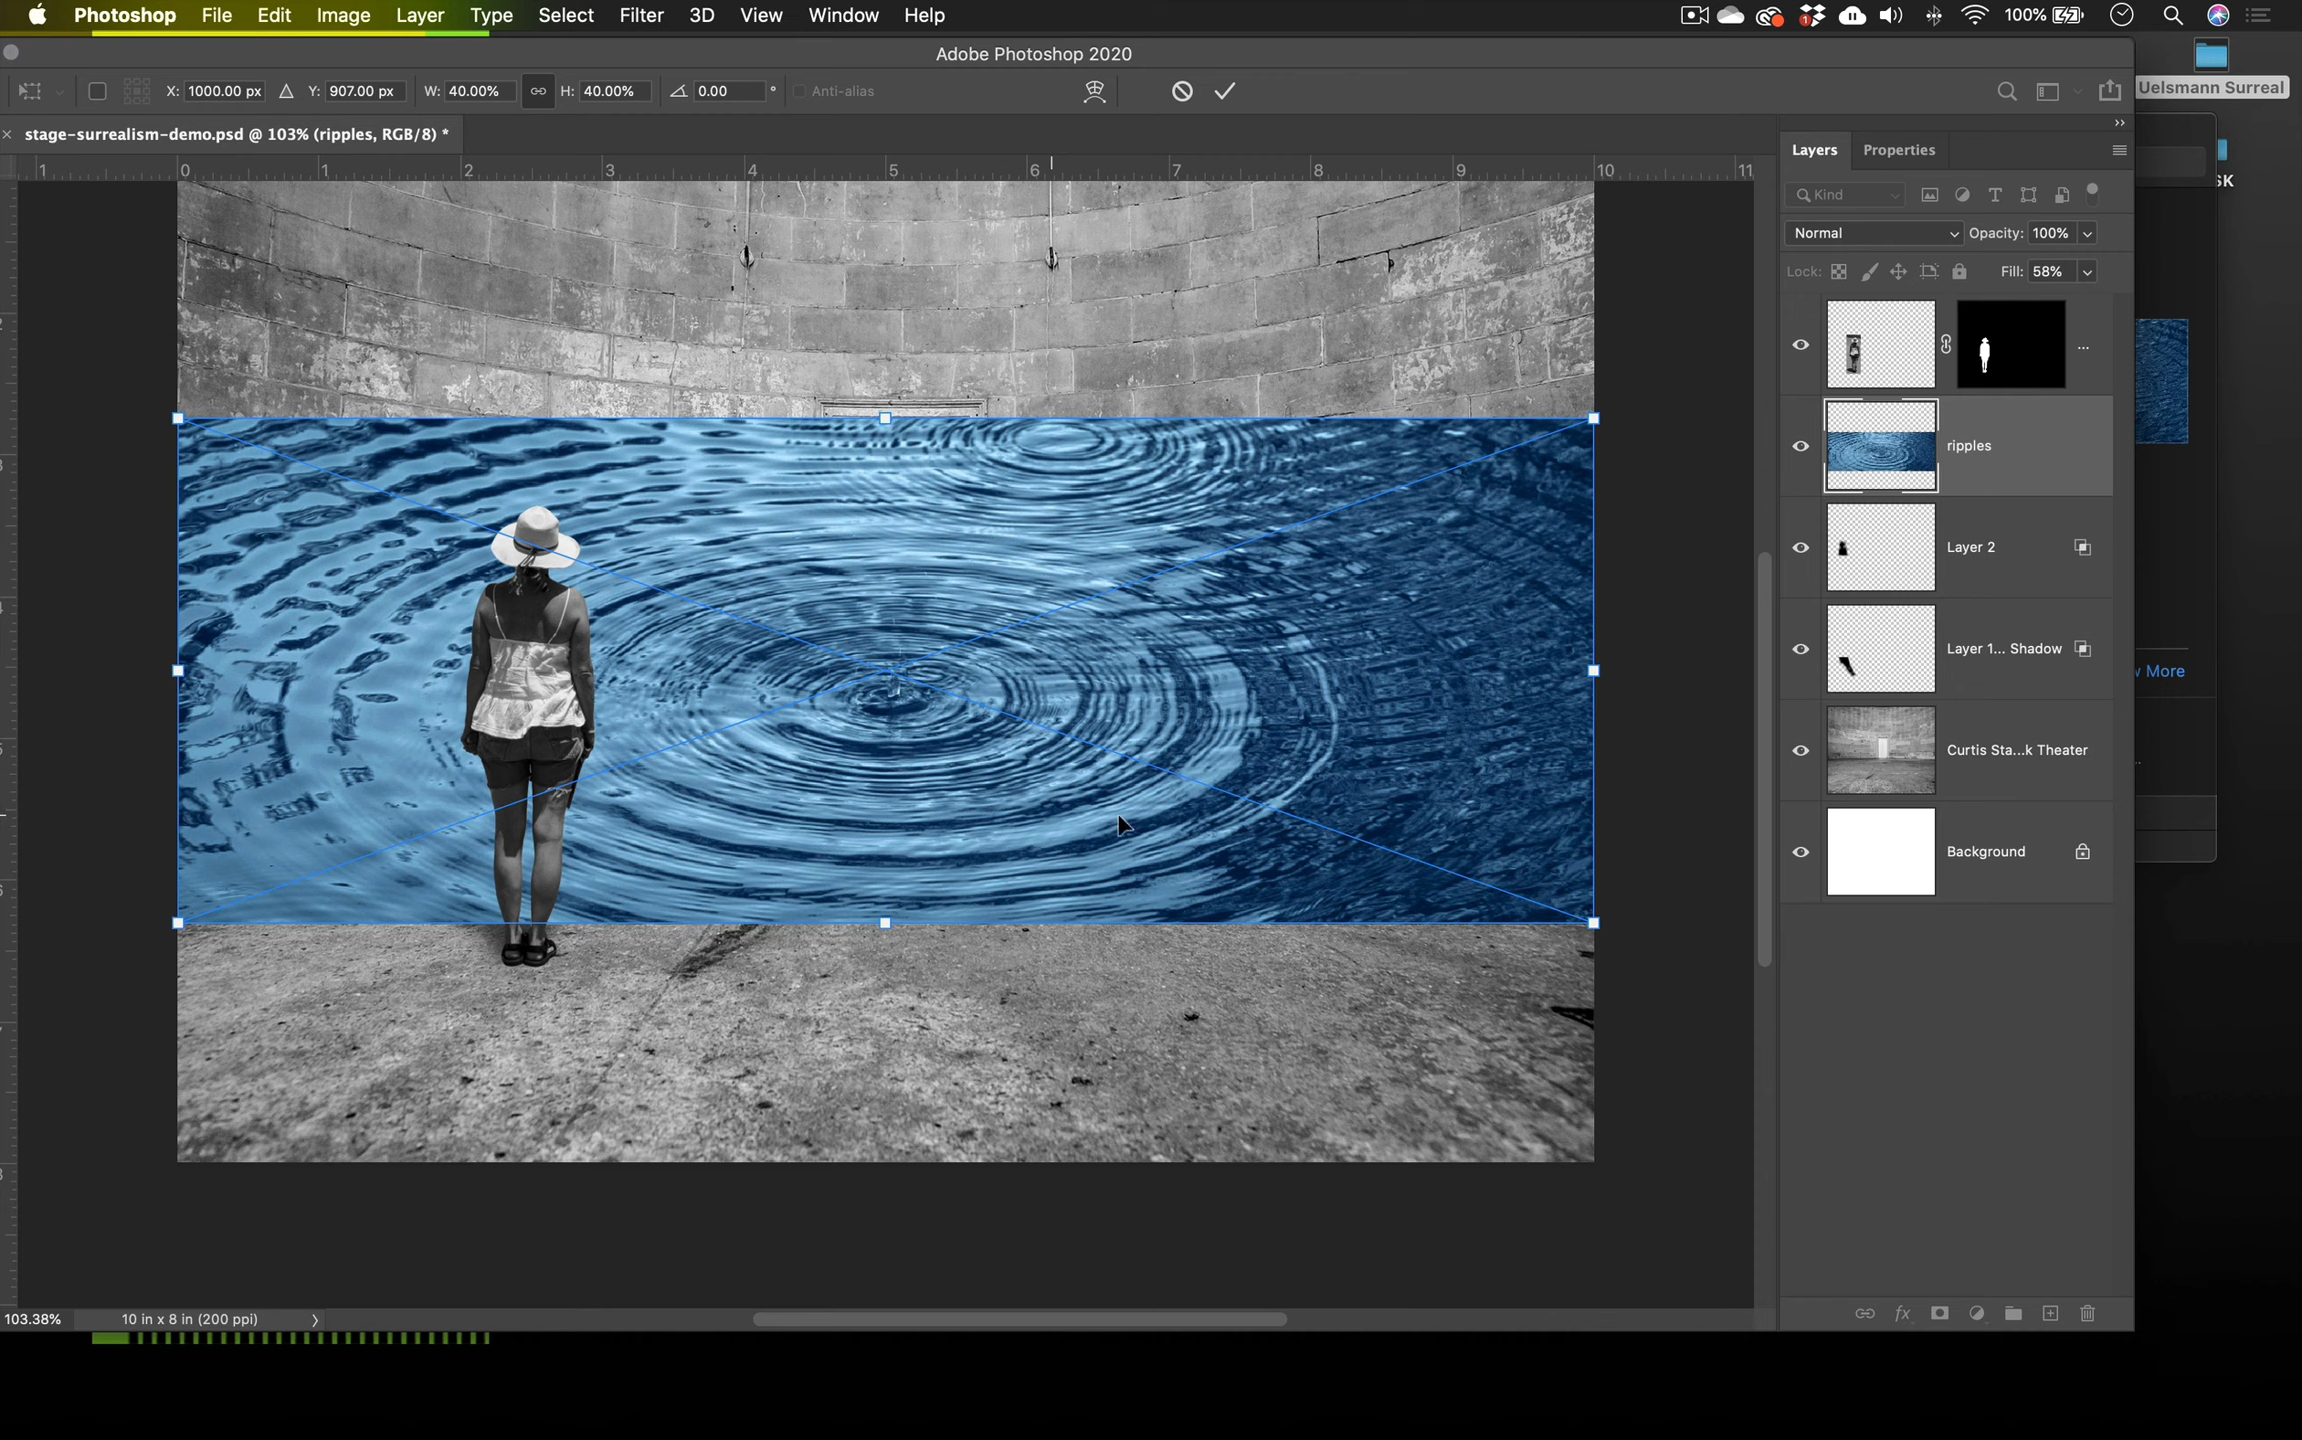 Photoshop File Edit Image Layer Type Select Filter 3D View Window Help 1 100%
Adobe Photoshop 2020
X: 1000.00 px Y: 907.00 px W: 40.00% H: 40.00% 0.00 ° Anti-alias
Uelsmann Surreal
× stage-surrealism-demo.psd @ 103% (ripples, RGB/8) *
1 0 1 2 3 4 5 6 7 8 9 10 11
Layers Properties
SK
Kind
Normal Opacity: 100%
Lock: Fill: 58%
...
ripples
Layer 2
Layer 1... Shadow
w More
Curtis Sta...k Theater
Background
103.38% 10 in x 8 in (200 ppi)
fx